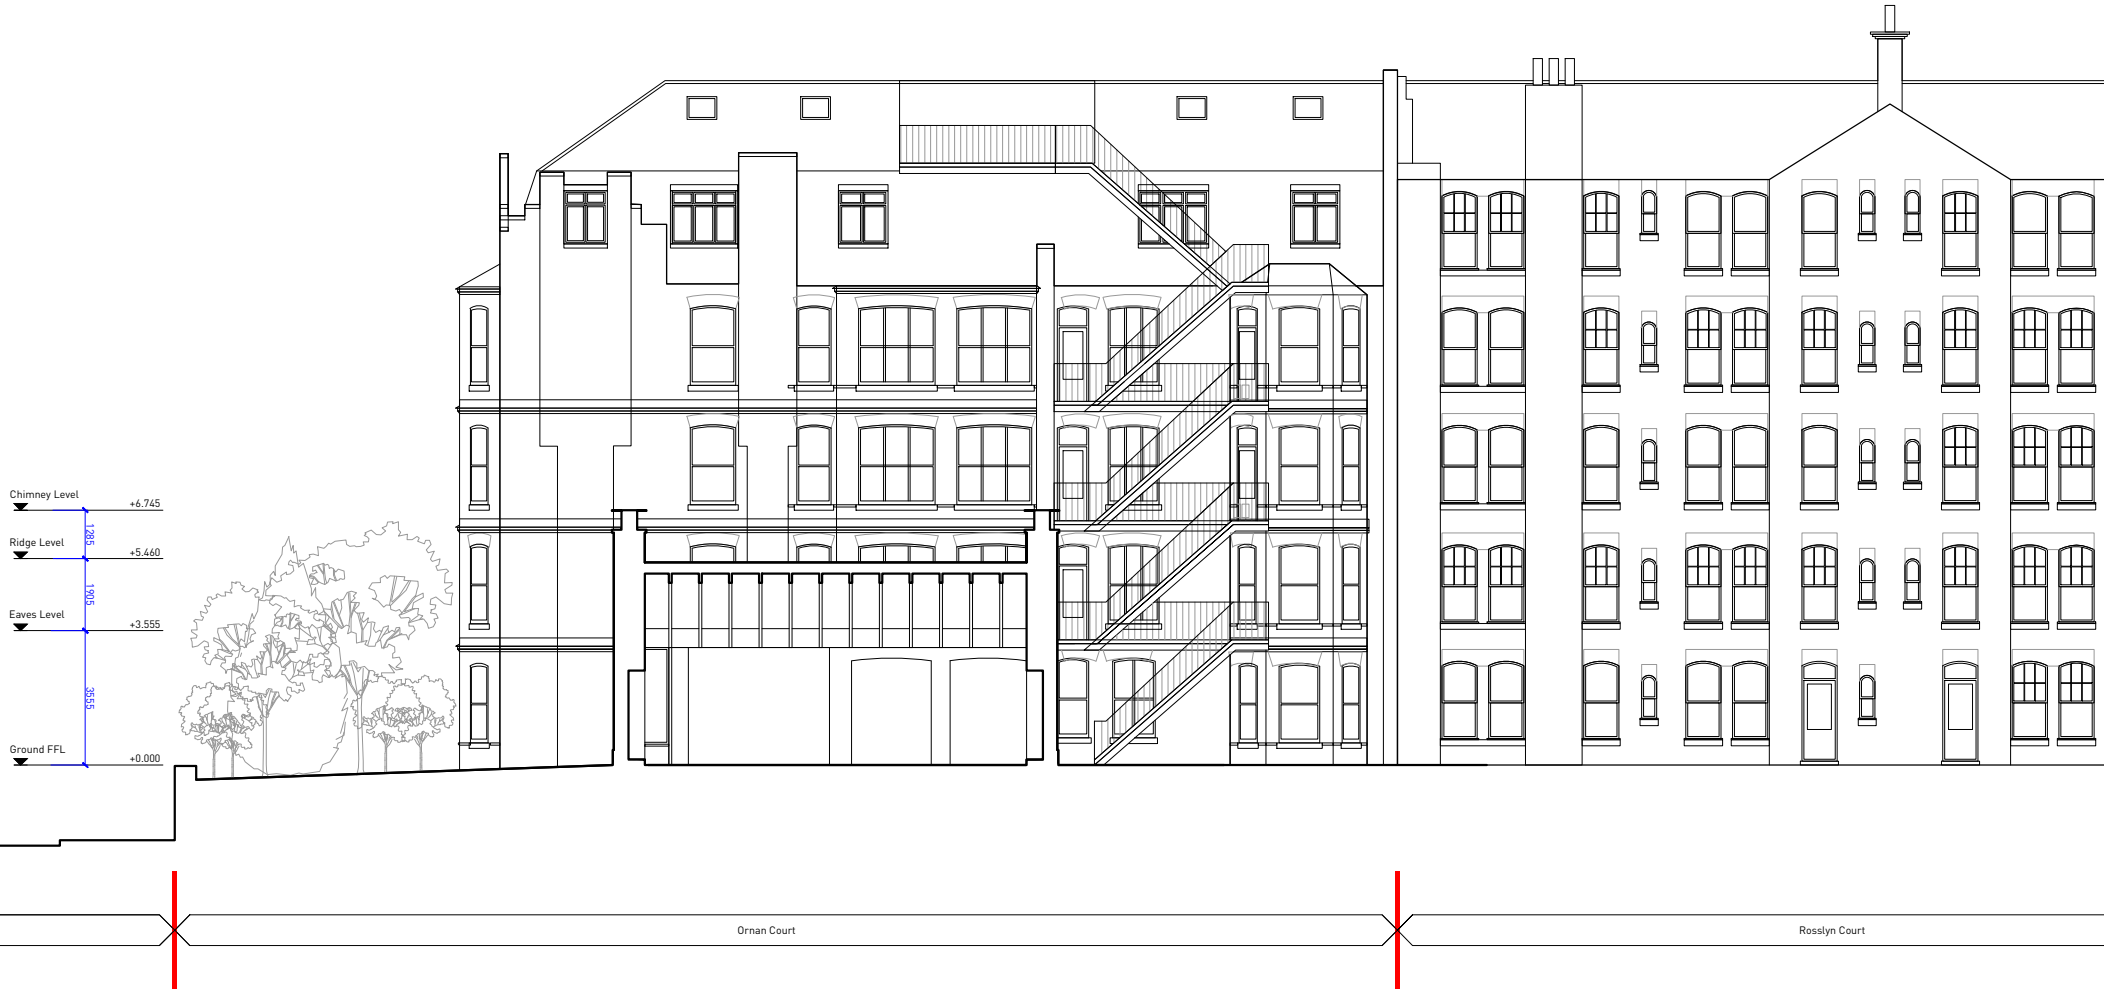 Chimney Level +6.745
1285
Ridge Level +5.460
1905
Eaves Level +3.555
3555
Ground FFL +0.000
Ornan Court
Rosslyn Court